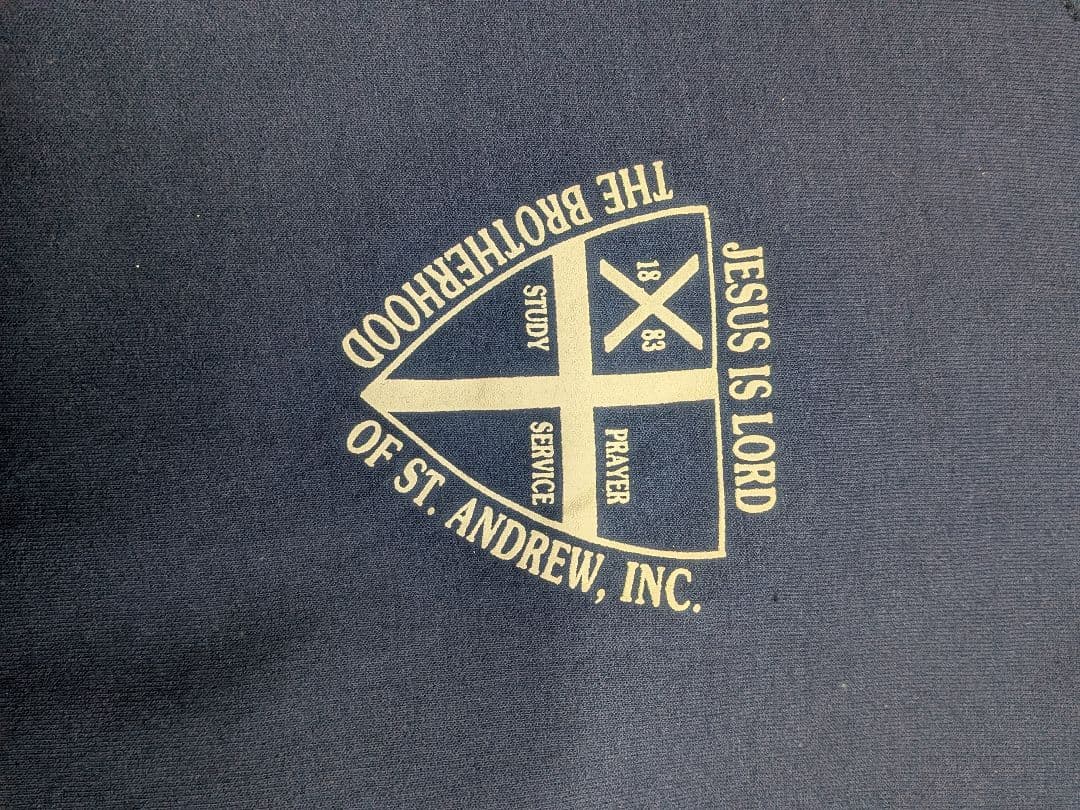 JESUS IS LORD
THE BROTHERHOOD
OF ST. ANDREW, INC.
18 83
PRAYER
STUDY
SERVICE